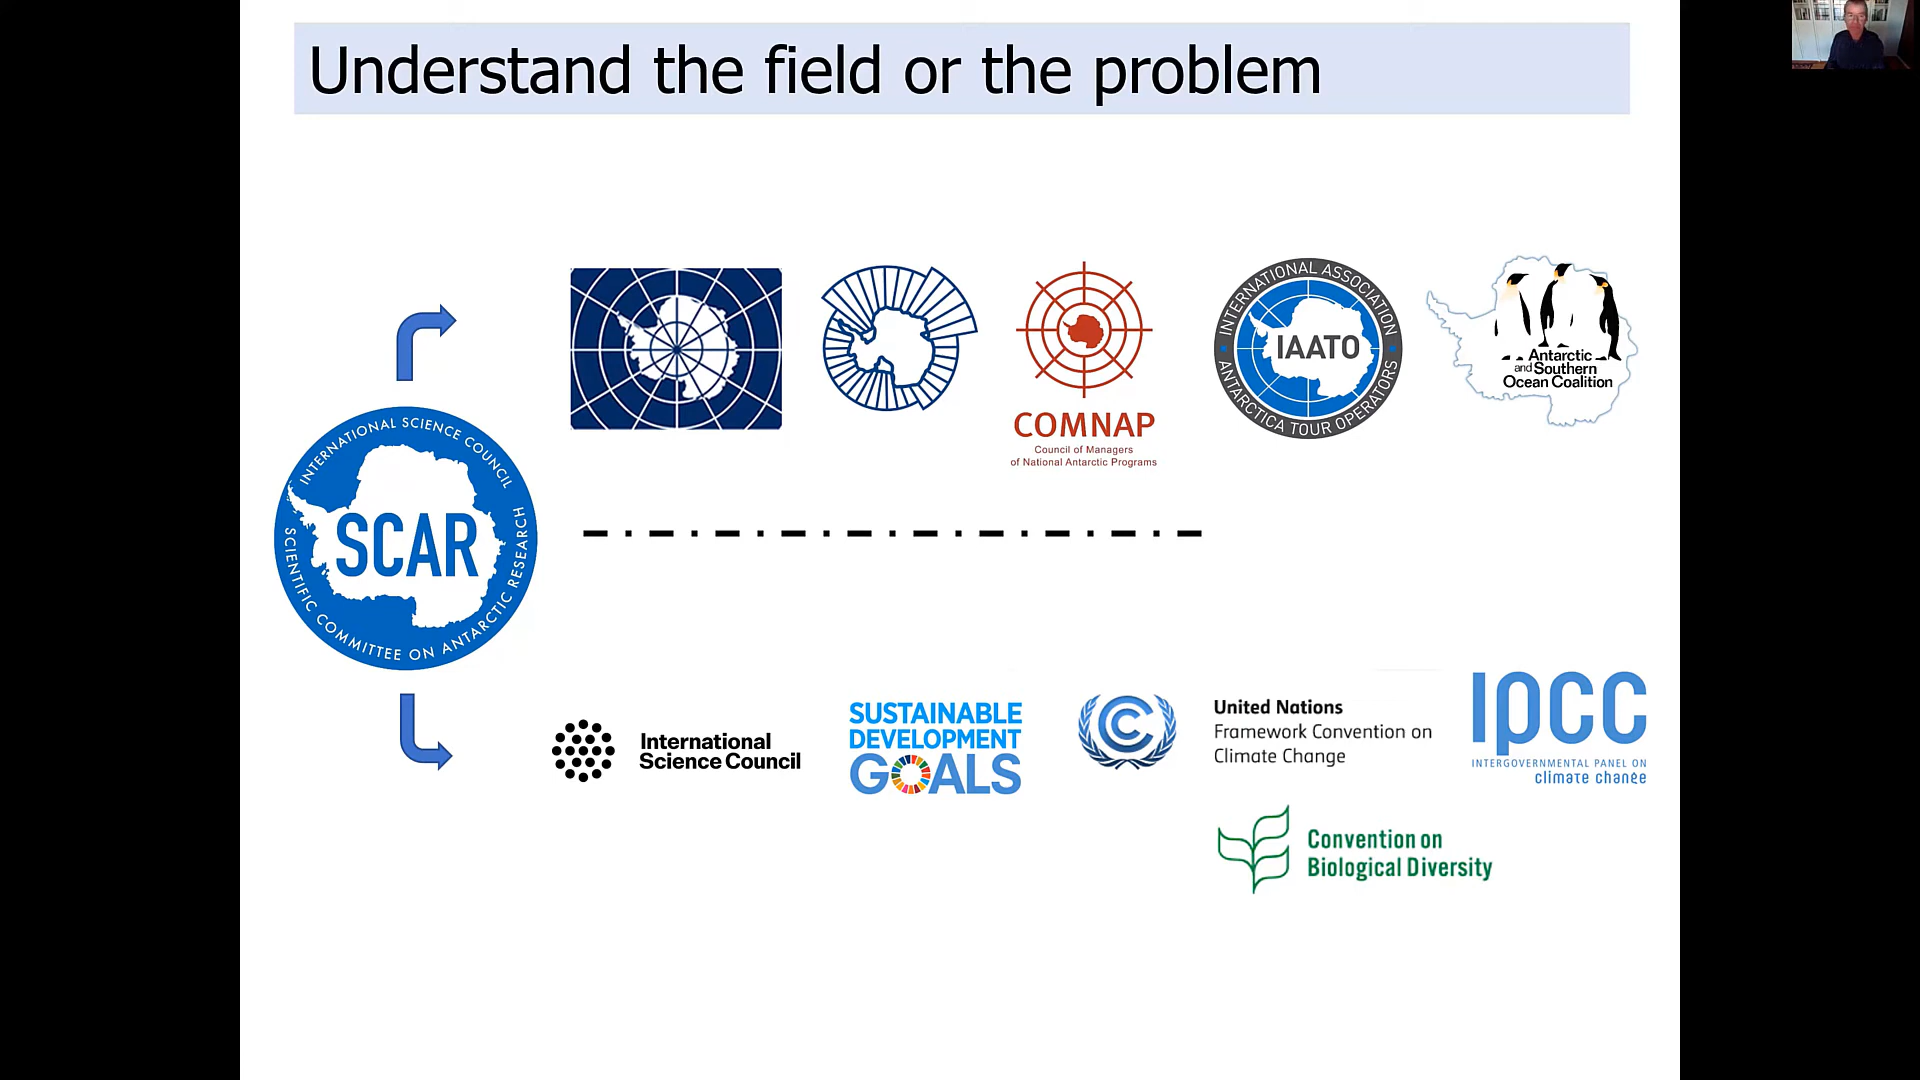 Understand the field or the problem
COMNAP
Council of Managers
of National Antarctic Programs
INTERNATIONAL ASSOCIATION
IAATO
ANTARCTICA TOUR OPERATORS
Antarctic
and Southern
Ocean Coalition
INTERNATIONAL SCIENCE COUNCIL
SCAR
SCIENTIFIC COMMITTEE ON ANTARCTIC RESEARCH
International
Science Council
SUSTAINABLE
DEVELOPMENT
GOALS
United Nations
Framework Convention on
Climate Change
ipcc
INTERGOVERNMENTAL PANEL ON
climate change
Convention on
Biological Diversity